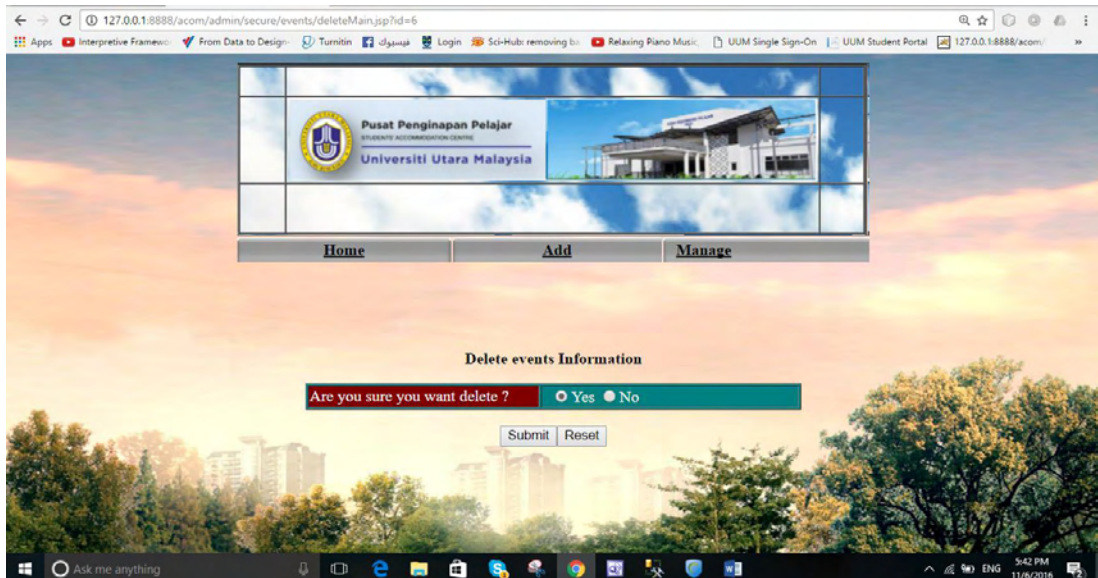 127.0.0.1:8888/acom/admin/secure/events/deleteMain.jsp?id=6
Apps Interpretive Framewo From Data to Design- Turnitin فيسبوك Login Sci-Hub: removing ba Relaxing Piano Music, UUM Single Sign-On UUM Student Portal 127.0.0.1:8888/acom/ »
Pusat Penginapan Pelajar
STUDENTS' ACCOMMODATION CENTRE
Universiti Utara Malaysia
Home Add Manage
Delete events Information
Are you sure you want delete ? Yes No
Submit Reset
Ask me anything
ENG 5:42 PM
11/6/2016